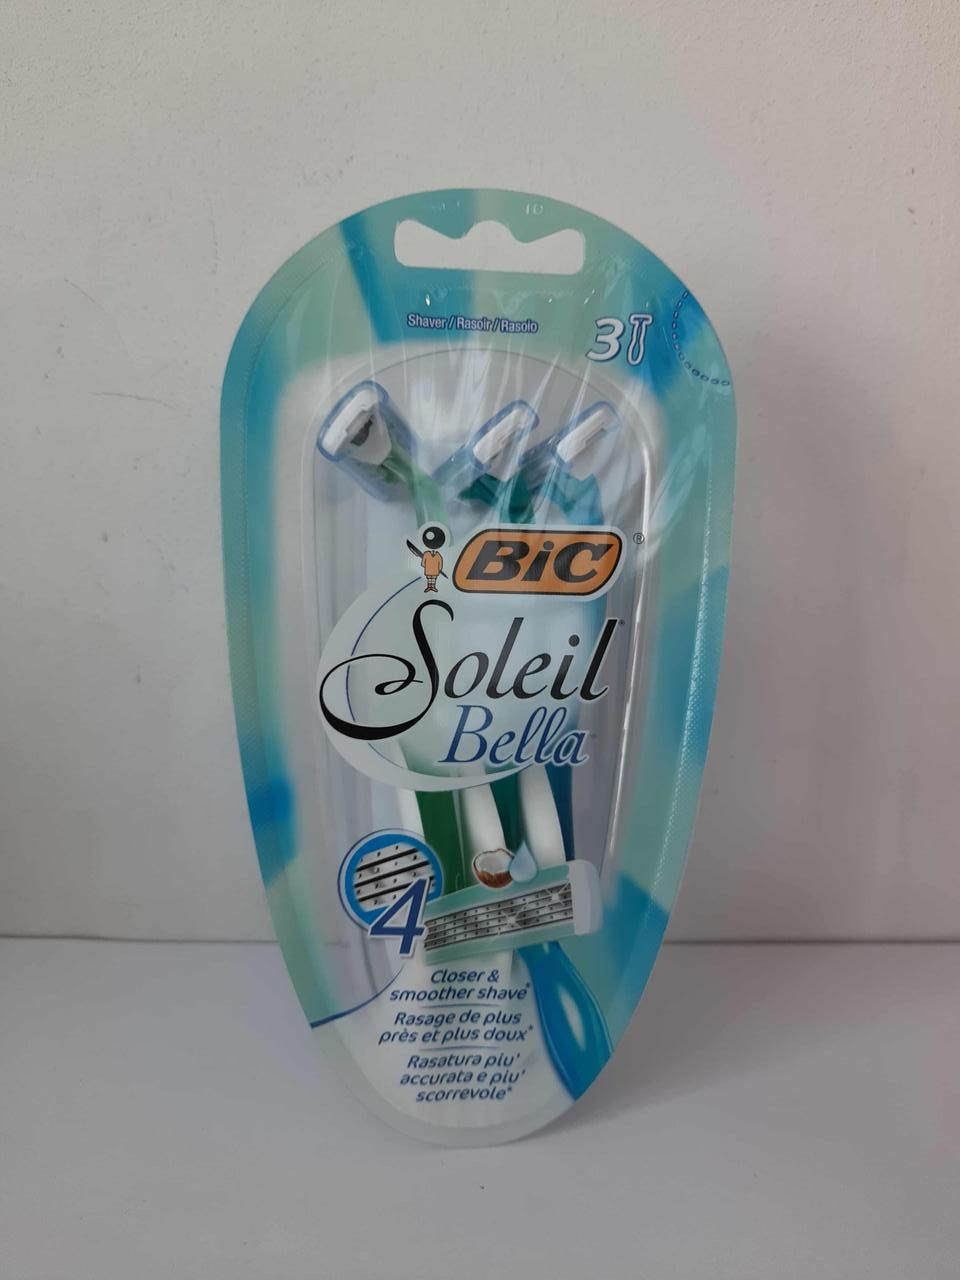 Shaver / Rasoir / Rasoio
3
BiC®
Soleil®
Bella
4
Closer &
smoother shave*
Rasage de plus
près et plus doux*
Rasatura piu'
accurata e piu'
scorrevole*